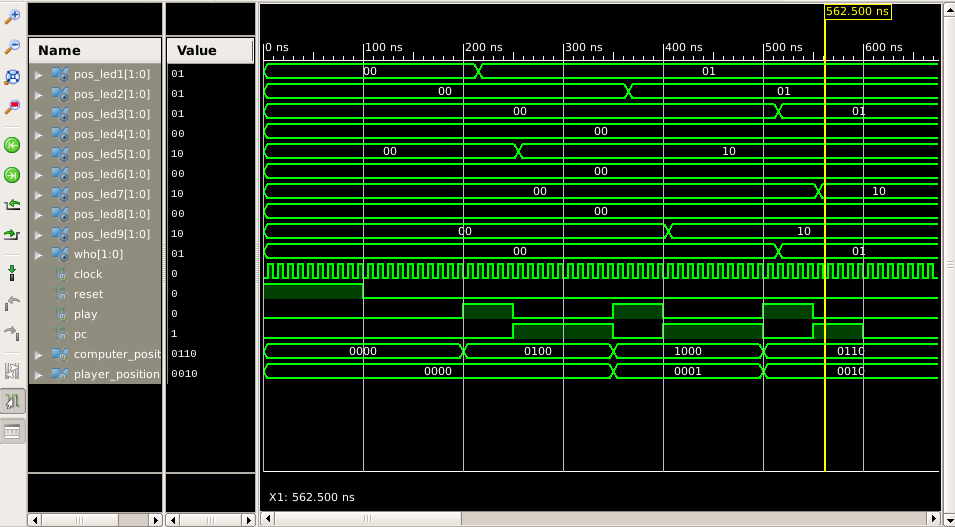 562.500 ns
Name Value
0 ns 100 ns 200 ns 300 ns 400 ns 500 ns 600 ns
pos_led1[1:0] 01 00 01
pos_led2[1:0] 01 00 01
pos_led3[1:0] 01 00 01
pos_led4[1:0] 00 00
pos_led5[1:0] 10 00 10
pos_led6[1:0] 00 00
pos_led7[1:0] 10 00 10
pos_led8[1:0] 00 00
pos_led9[1:0] 10 00 10
who[1:0] 01 00 01
clock 0
reset 0
play 0
pc 1
computer_posit 0110 0000 0100 1000 0110
player_position 0010 0000 0001 0010
X1: 562.500 ns